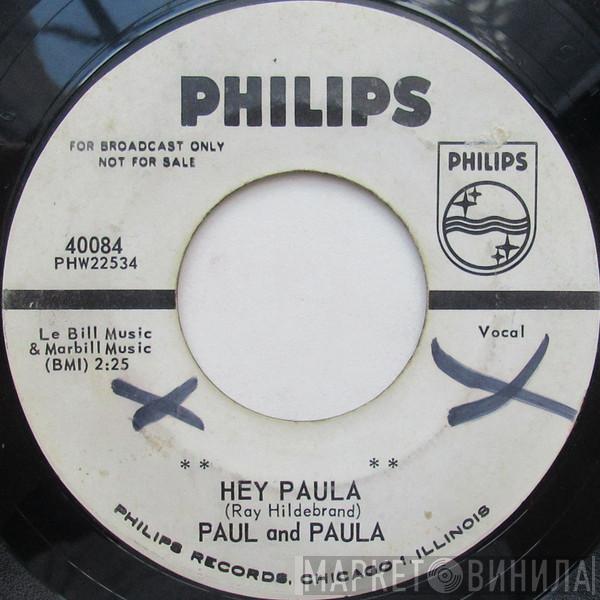 PHILIPS
FOR BROADCAST ONLY
NOT FOR SALE
PHILIPS
40084
PHW22534
Le Bill Music
& Marbill Music
(BMI) 2:25
Vocal
** **
HEY PAULA
(Ray Hildebrand)
PAUL and PAULA
PHILIPS RECORDS, CHICAGO 1, ILLINOIS
МАРКЕТ ВИНИЛА